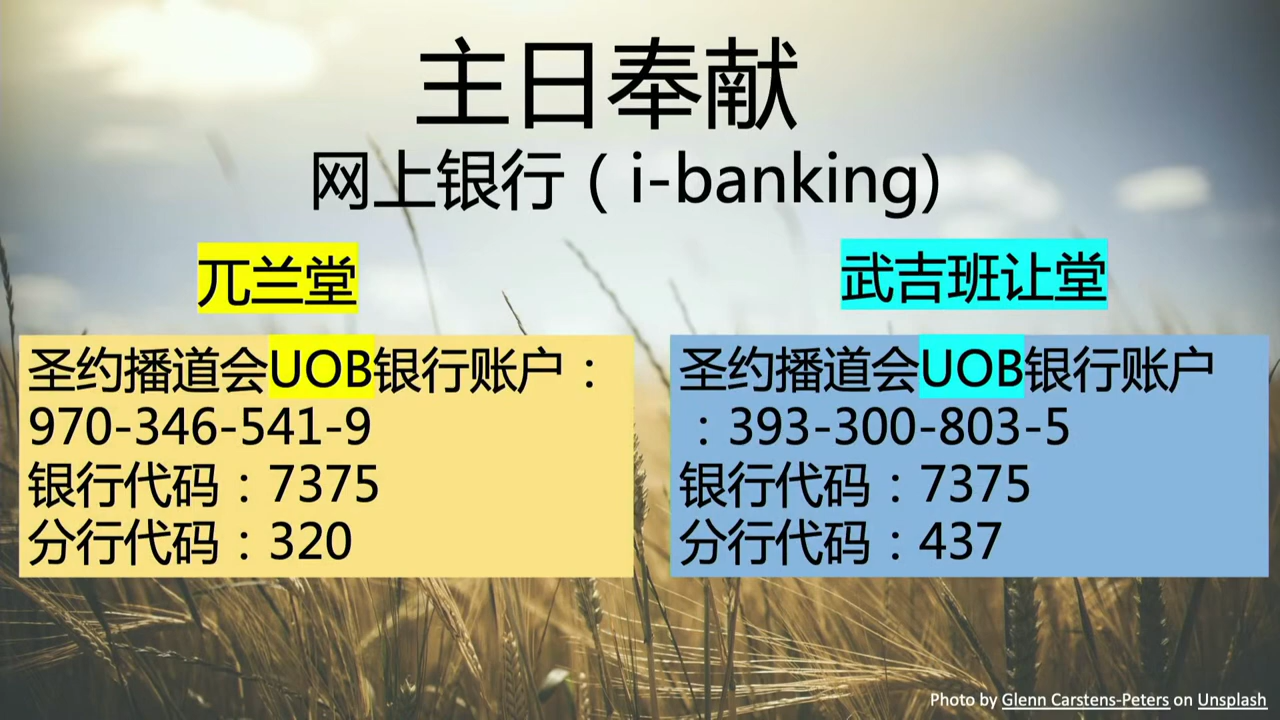 主日奉献
网上银行（i-banking)
兀兰堂
圣约播道会UOB银行账户：
970-346-541-9
银行代码：7375
分行代码：320
武吉班让堂
圣约播道会UOB银行账户
：393-300-803-5
银行代码：7375
分行代码：437
Photo by Glenn Carstens-Peters on Unsplash